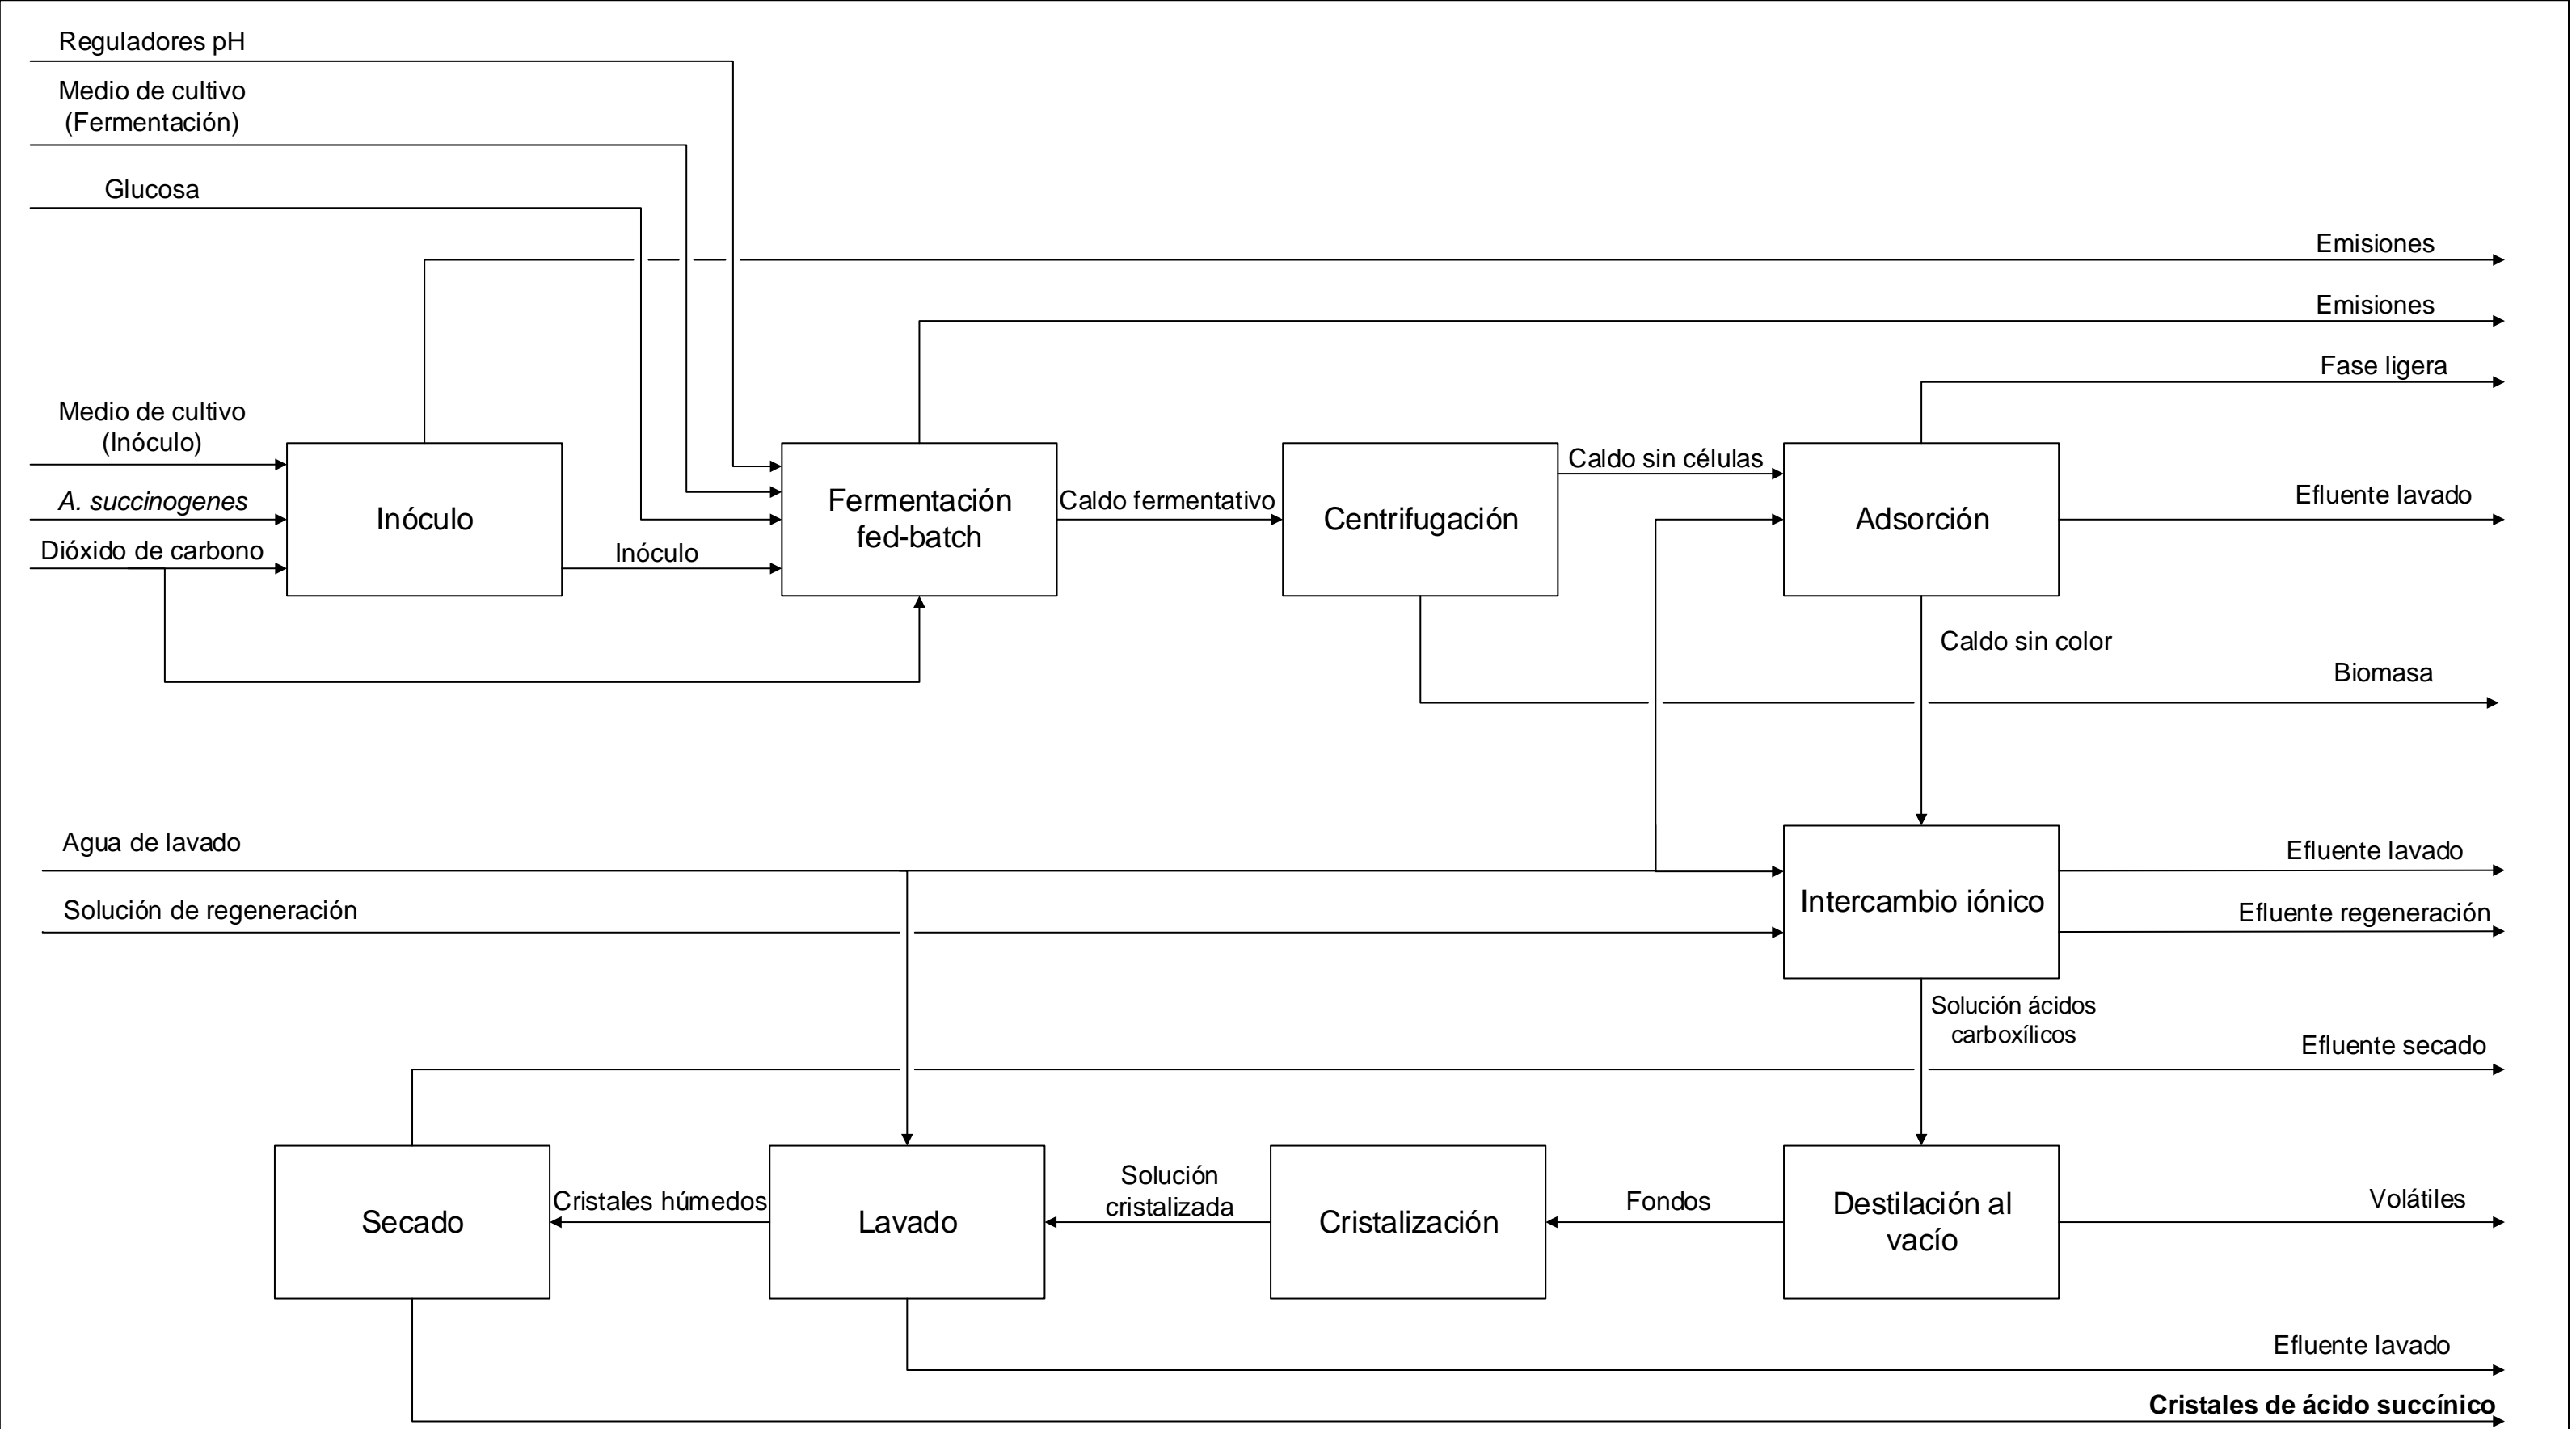 Reguladores pH
Medio de cultivo
(Fermentación)
Glucosa
Emisiones
Emisiones
Fase ligera
Medio de cultivo
(Inóculo)
A. succinogenes
Dióxido de carbono
Inóculo
Inóculo
Fermentación
fed-batch
Caldo fermentativo
Centrifugación
Caldo sin células
Adsorción
Efluente lavado
Caldo sin color
Biomasa
Agua de lavado
Solución de regeneración
Intercambio iónico
Efluente lavado
Efluente regeneración
Solución ácidos
carboxílicos
Efluente secado
Secado
Cristales húmedos
Lavado
Solución
cristalizada
Cristalización
Fondos
Destilación al
vacío
Volátiles
Efluente lavado
Cristales de ácido succínico